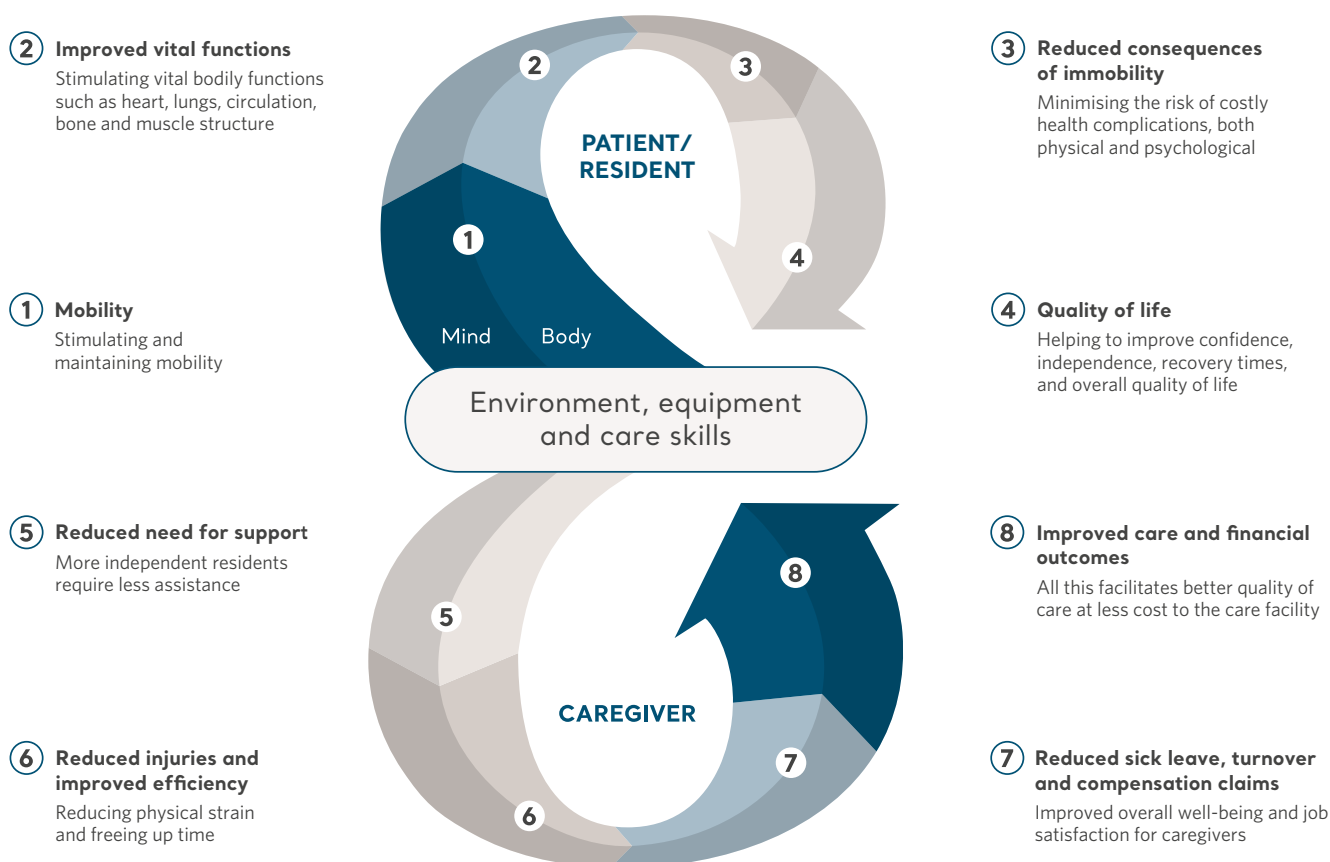 2 Improved vital functions
Stimulating vital bodily functions
such as heart, lungs, circulation,
bone and muscle structure
1 Mobility
Stimulating and
maintaining mobility
5 Reduced need for support
More independent residents
require less assistance
6 Reduced injuries and
improved efficiency
Reducing physical strain
and freeing up time
2
3
PATIENT/
RESIDENT
1
4
Mind Body
Environment, equipment
and care skills
8
5
CAREGIVER
7
6
3 Reduced consequences
of immobility
Minimising the risk of costly
health complications, both
physical and psychological
4 Quality of life
Helping to improve confidence,
independence, recovery times,
and overall quality of life
8 Improved care and financial
outcomes
All this facilitates better quality of
care at less cost to the care facility
7 Reduced sick leave, turnover
and compensation claims
Improved overall well-being and job
satisfaction for caregivers